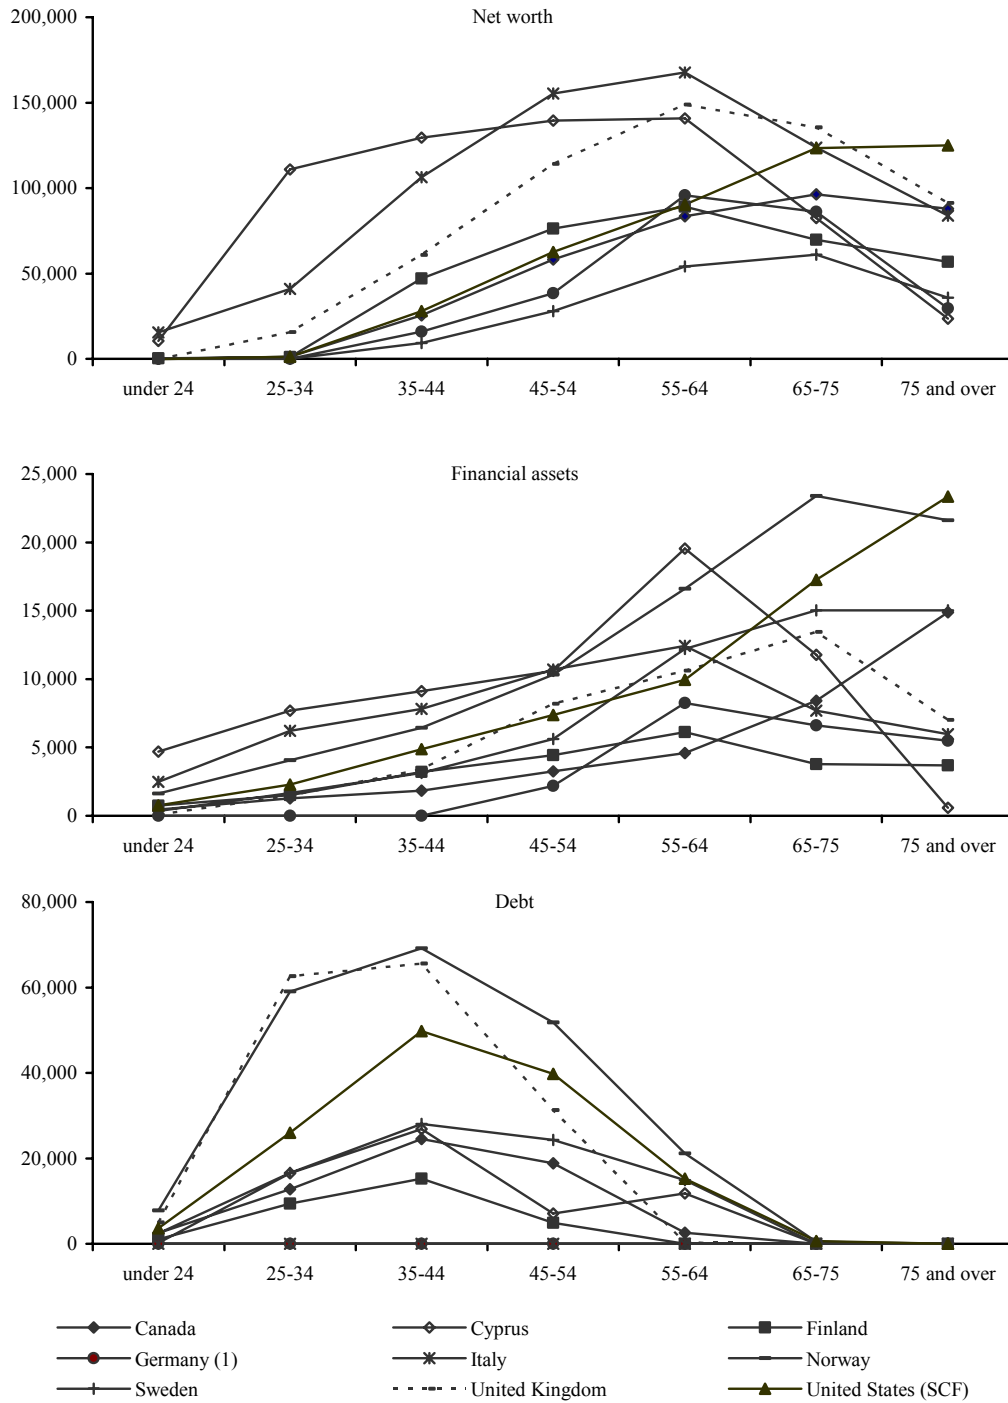 Net worth
200,000
150,000
100,000
50,000
0
under 24 25-34 35-44 45-54 55-64 65-75 75 and over
Financial assets
25,000
20,000
15,000
10,000
5,000
0
under 24 25-34 35-44 45-54 55-64 65-75 75 and over
Debt
80,000
60,000
40,000
20,000
0
under 24 25-34 35-44 45-54 55-64 65-75 75 and over
Canada Cyprus Finland
Germany (1) Italy Norway
Sweden United Kingdom United States (SCF)